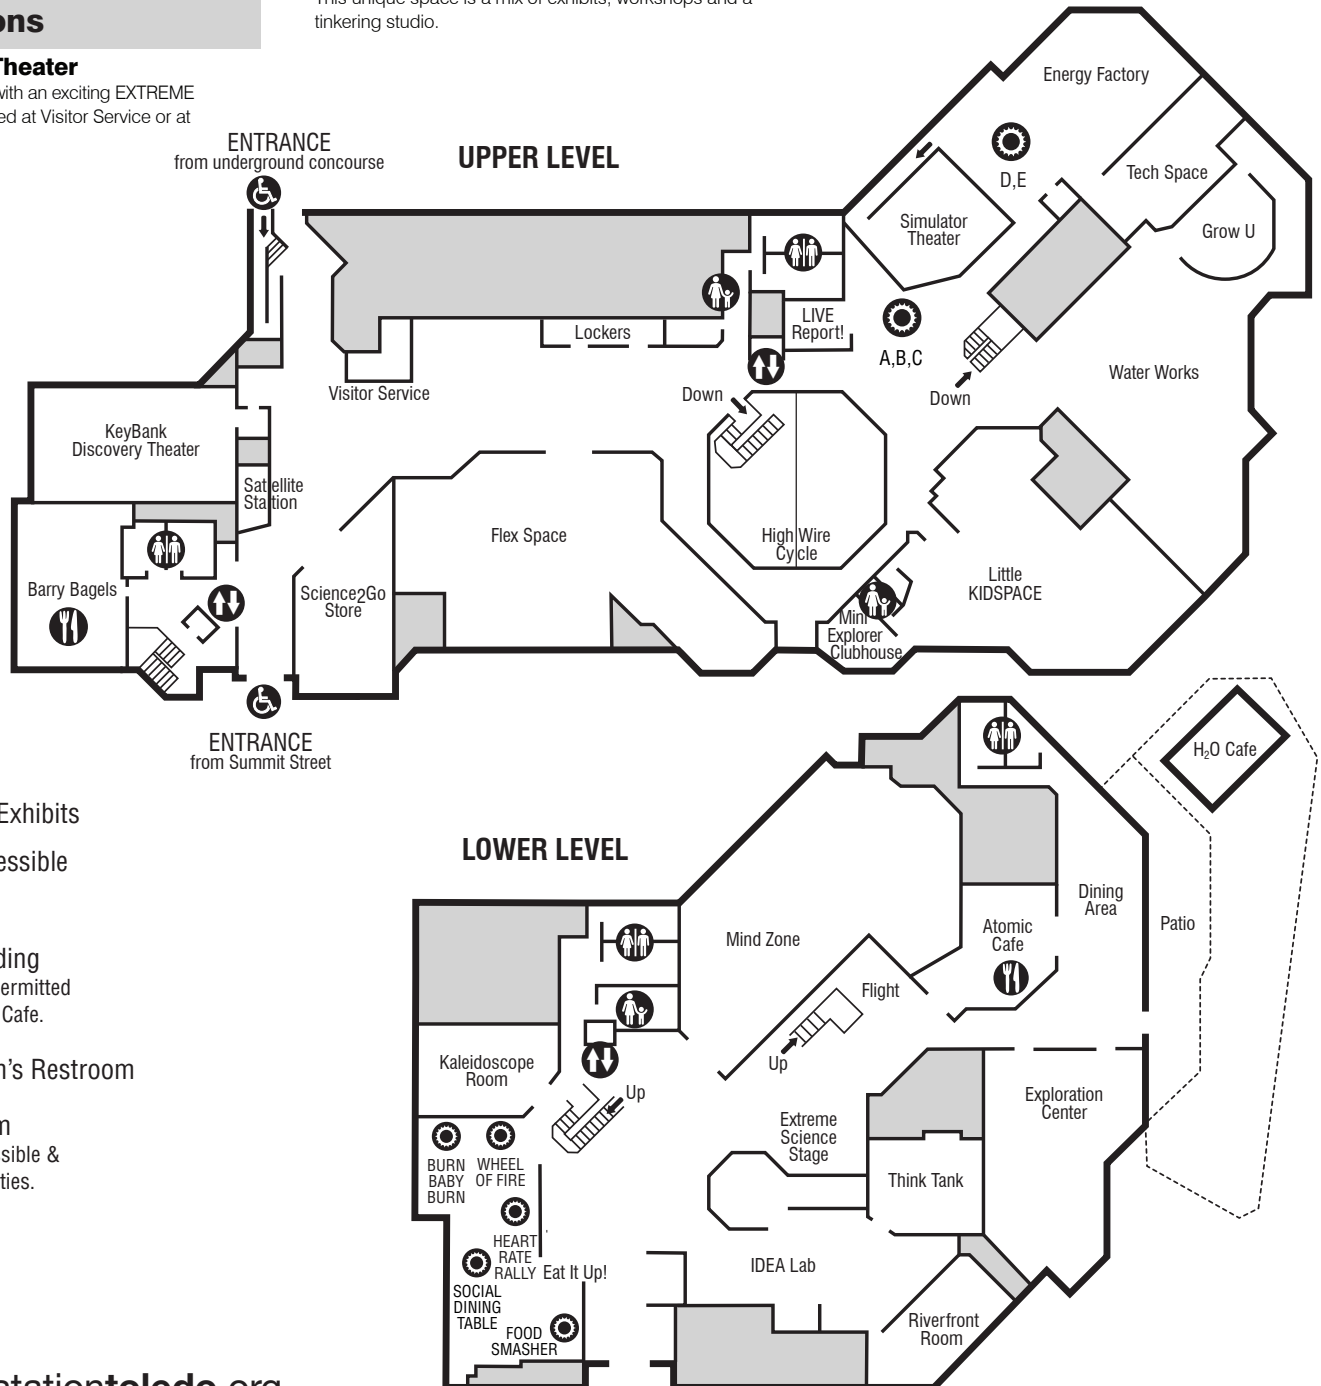 ons
This unique space is a mix of exhibits, workshops and a
tinkering studio.
Theater
with an exciting EXTREME
ed at Visitor Service or at
ENTRANCE
from underground concourse
UPPER LEVEL
Energy Factory
D,E
Tech Space
Simulator
Theater
Grow U
LIVE
Report!
Lockers
A,B,C
Visitor Service
Down
Down
Water Works
KeyBank
Discovery Theater
Satellite
Station
Flex Space
High Wire
Cycle
Barry Bagels
Science2Go
Store
Little
KIDSPACE
Mini
Explorer
Clubhouse
ENTRANCE
from Summit Street
H2O Cafe
Exhibits
essible
ding
ermitted
Cafe.
n's Restroom
m
sible &
ties.
LOWER LEVEL
Dining
Area
Mind Zone
Atomic
Cafe
Patio
Flight
Kaleidoscope
Room
Up
Up
Exploration
Center
Extreme
Science
Stage
BURN
BABY
BURN
WHEEL
OF FIRE
Think Tank
HEART
RATE
RALLY
Eat It Up!
IDEA Lab
SOCIAL
DINING
TABLE
FOOD
SMASHER
Riverfront
Room
stationtoledo.org